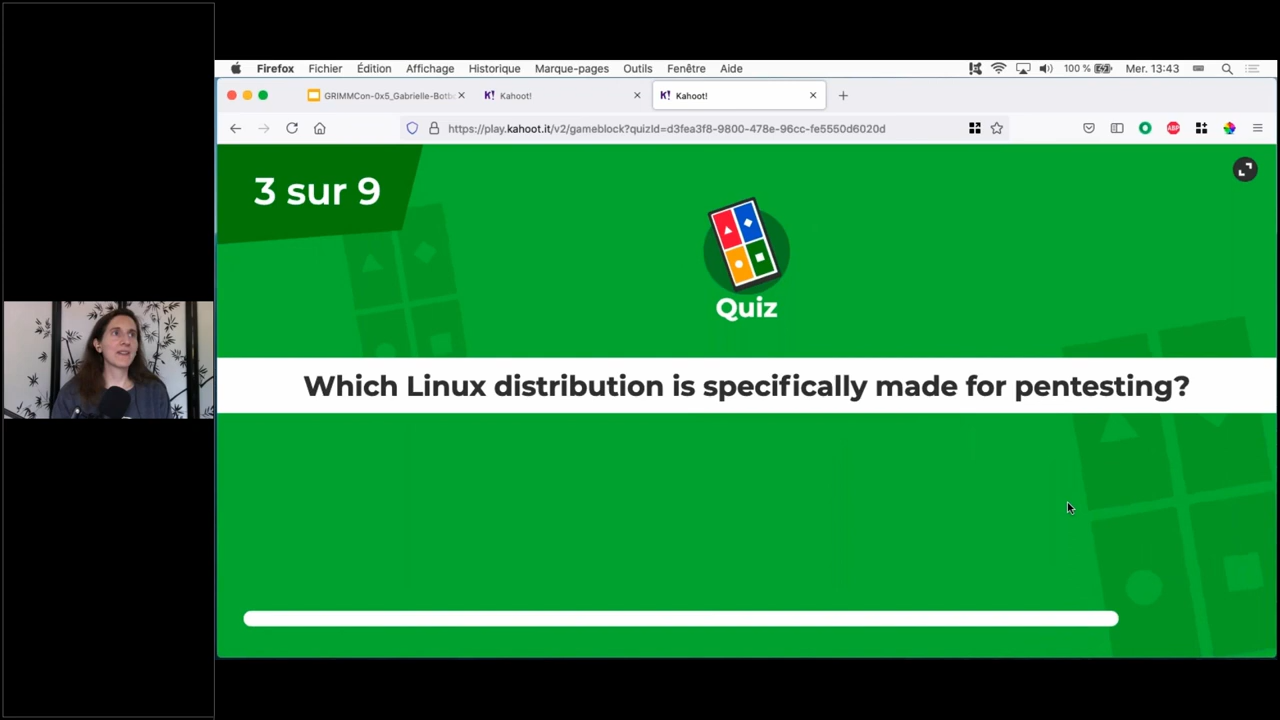 Firefox Fichier Édition Affichage Historique Marque-pages Outils Fenêtre Aide 100 % Mer. 13:43
GRIMMCon-0x5_Gabrielle-Botb K! Kahoot! K! Kahoot!
https://play.kahoot.it/v2/gameblock?quizId=d3fea3f8-9800-478e-96cc-fe5550d6020d ABP
3 sur 9
Quiz
Which Linux distribution is specifically made for pentesting?